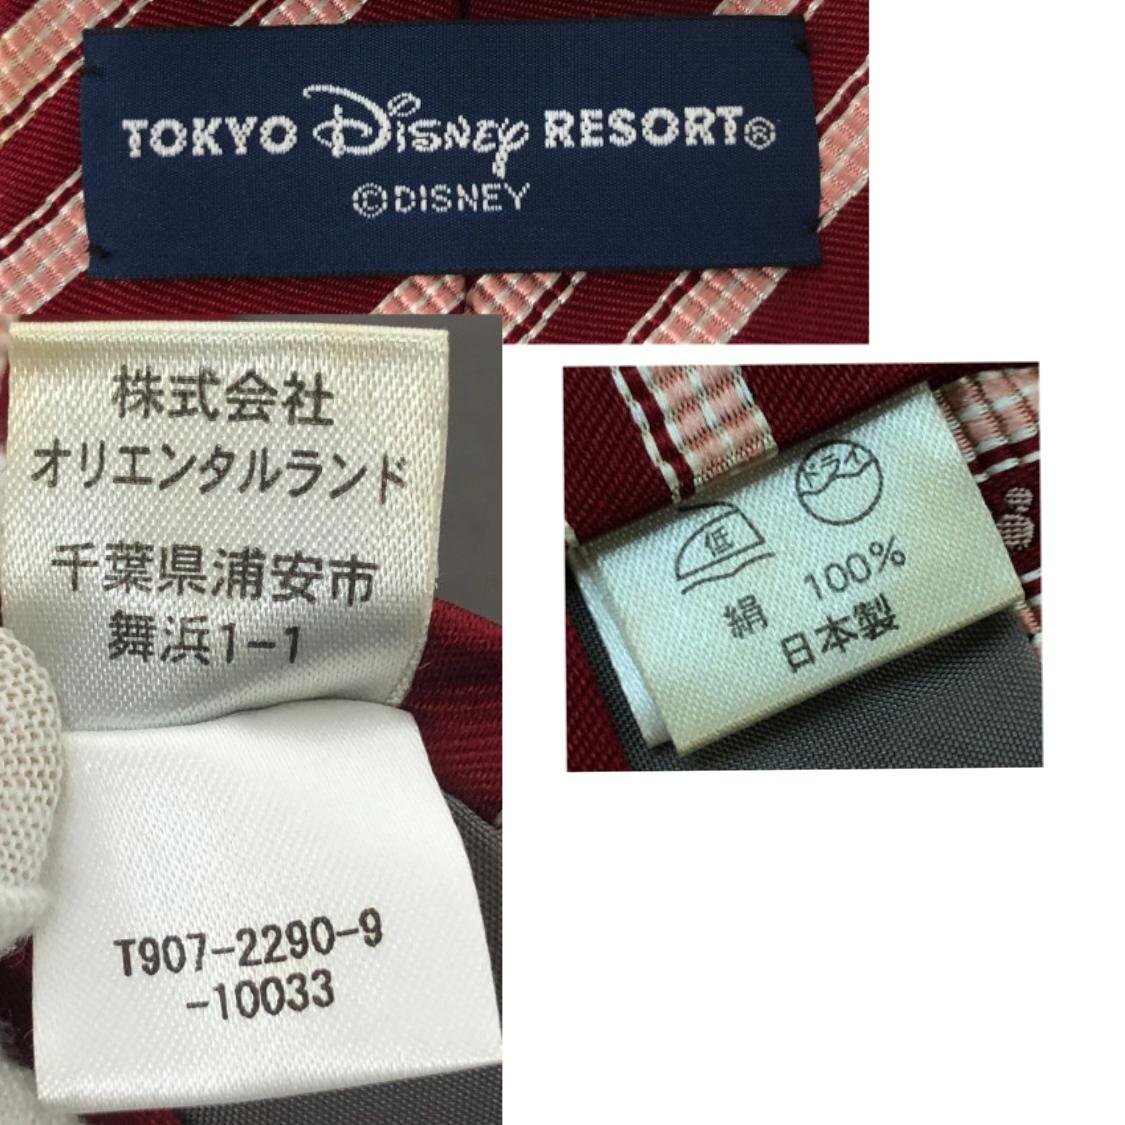 TOKYO Disney RESORT®
©DISNEY
株式会社
オリエンタルランド
千葉県浦安市
舞浜1-1
T907-2290-9
-10033
ドライ
低
絹 100%
日本製